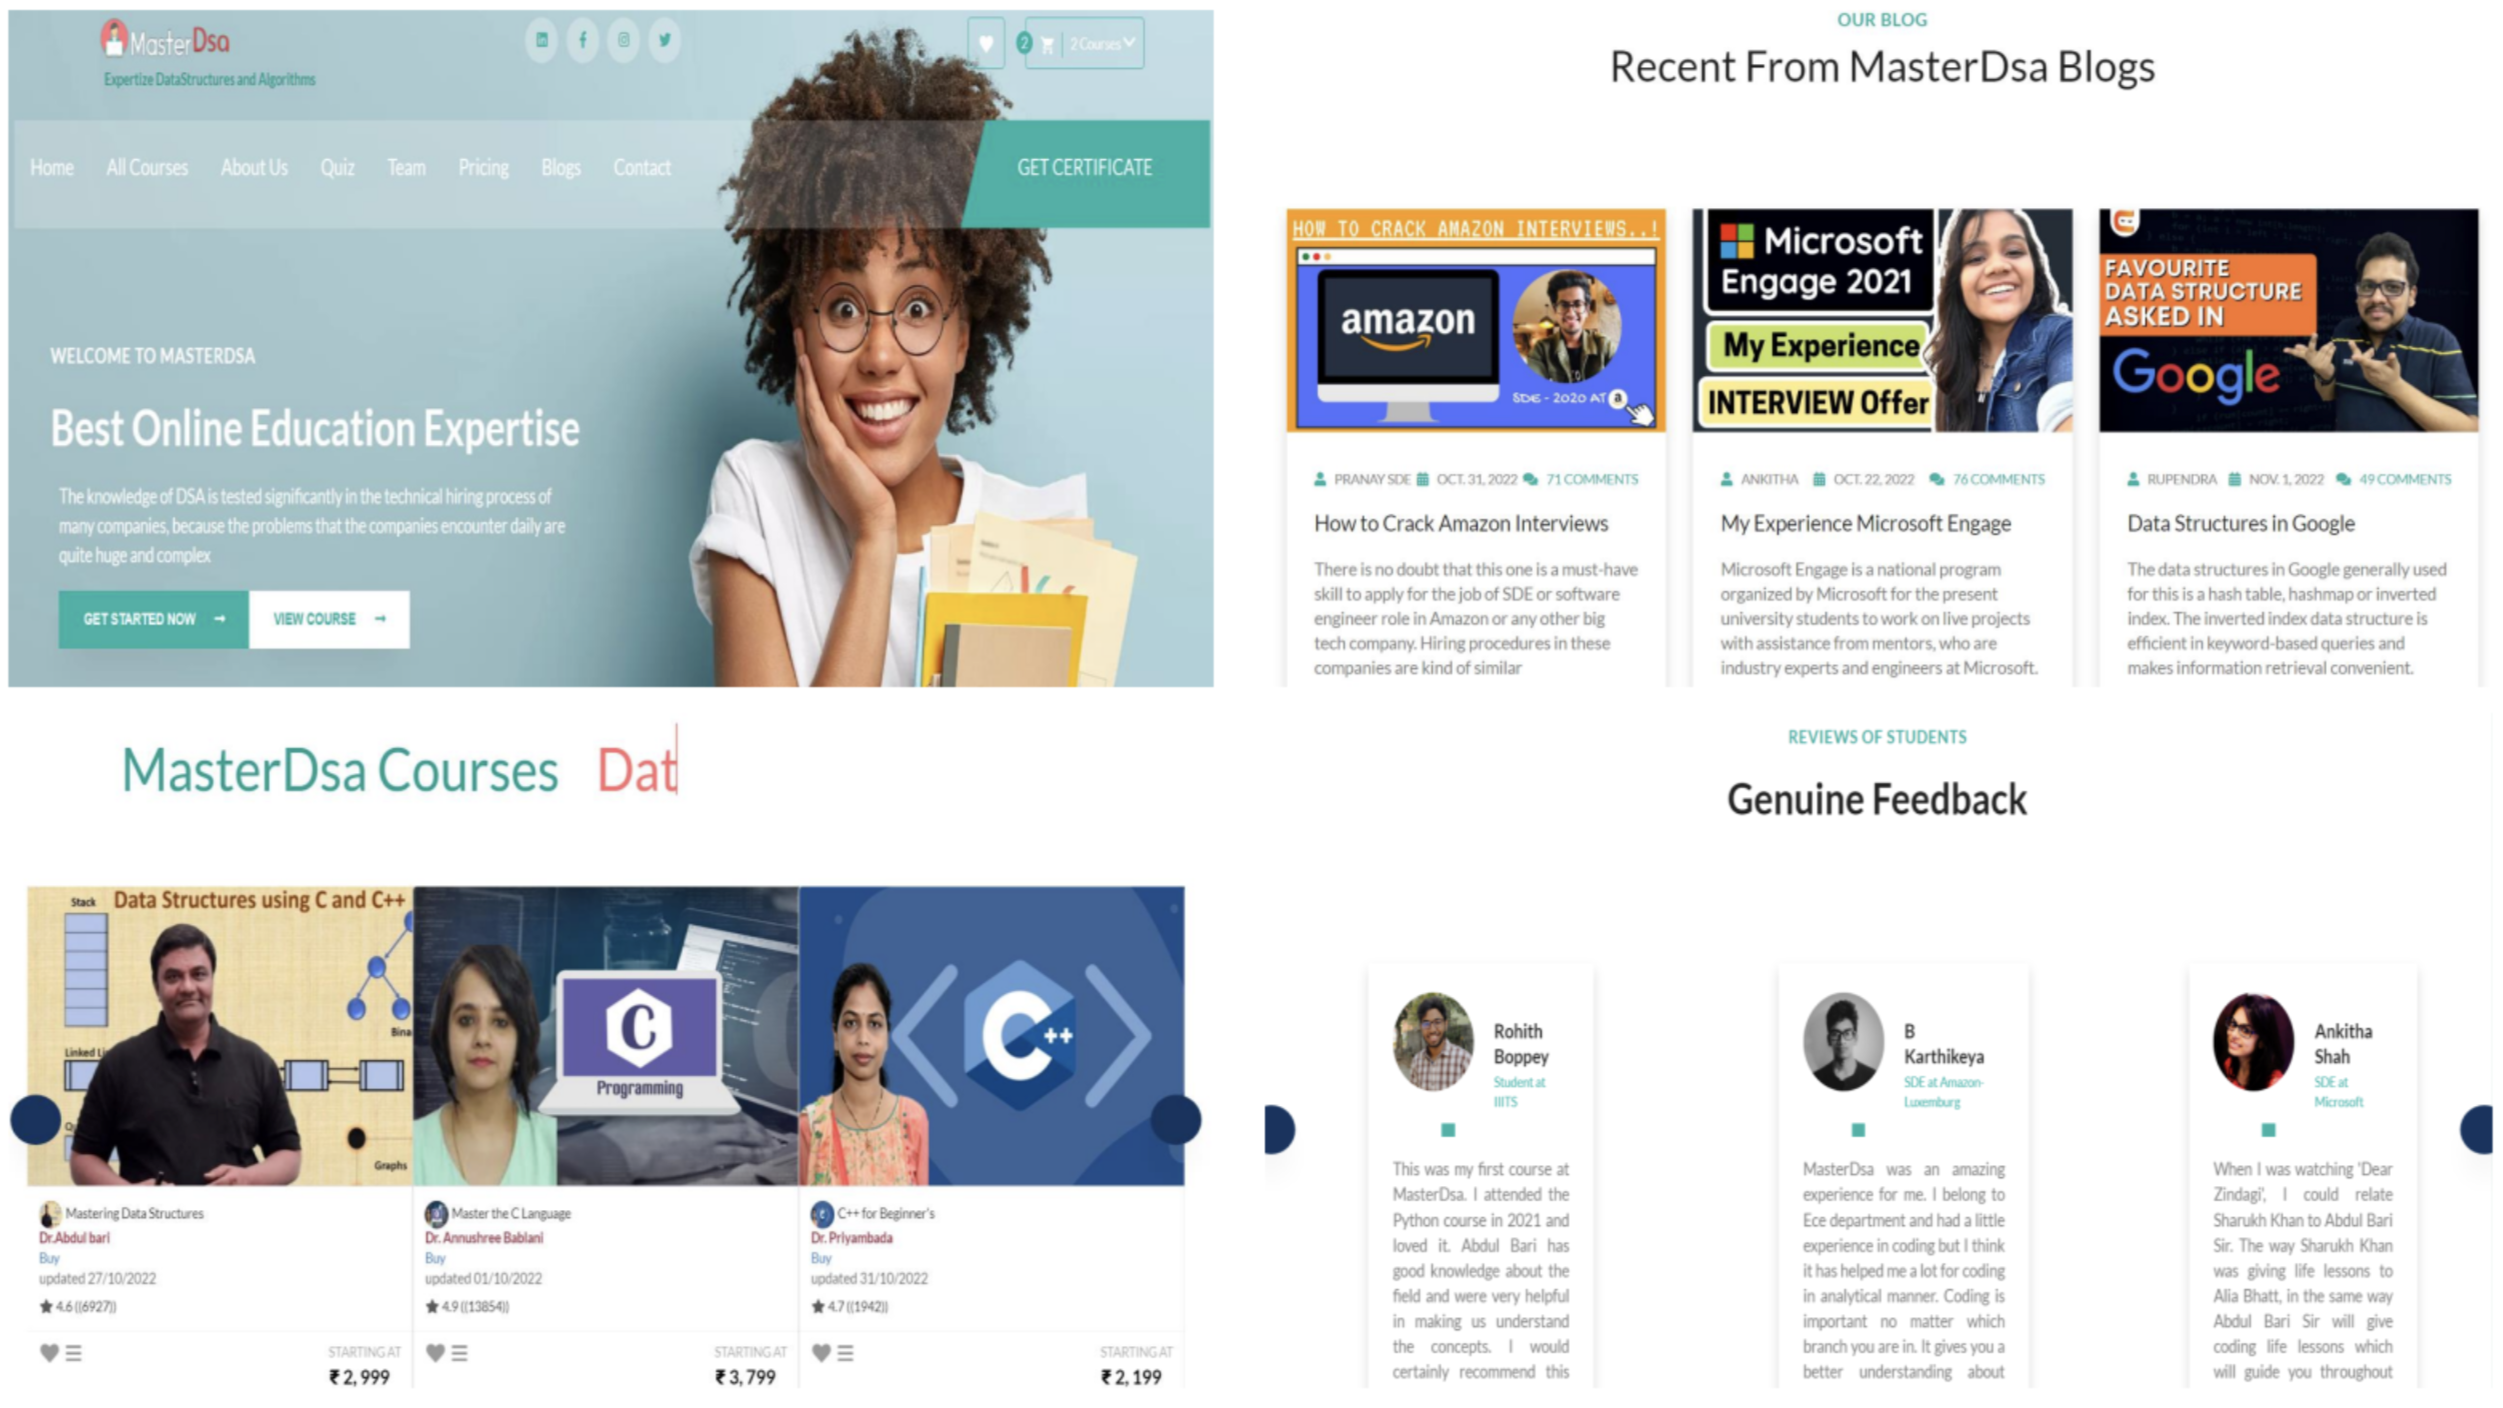 MasterDsa
Expertize DataStructures and Algorithms
2
2 Courses
Home All Courses About Us Quiz Team Pricing Blogs Contact
GET CERTIFICATE
WELCOME TO MASTERDSA
Best Online Education Expertise
The knowledge of DSA is tested significantly in the technical hiring process of
many companies, because the problems that the companies encounter daily are
quite huge and complex
GET STARTED NOW → VIEW COURSE →
OUR BLOG
Recent From MasterDsa Blogs
HOW TO CRACK AMAZON INTERVIEWS..!
amazon
SDE - 2020 AT a
PRANAY SDE OCT. 31, 2022 71 COMMENTS
How to Crack Amazon Interviews
There is no doubt that this one is a must-have
skill to apply for the job of SDE or software
engineer role in Amazon or any other big
tech company. Hiring procedures in these
companies are kind of similar
Microsoft
Engage 2021
My Experience
INTERVIEW Offer
ANKITHA OCT. 22, 2022 76 COMMENTS
My Experience Microsoft Engage
Microsoft Engage is a national program
organized by Microsoft for the present
university students to work on live projects
with assistance from mentors, who are
industry experts and engineers at Microsoft.
FAVOURITE
DATA STRUCTURE
ASKED IN
Google
RUPENDRA NOV. 1, 2022 49 COMMENTS
Data Structures in Google
The data structures in Google generally used
for this is a hash table, hashmap or inverted
index. The inverted index data structure is
efficient in keyword-based queries and
makes information retrieval convenient.
MasterDsa Courses Dat
Data Structures using C and C++
Stack
Bina
Linked Li
Qu
Graphs
Mastering Data Structures
Dr.Abdul bari
Buy
updated 27/10/2022
4.6 ((6927))
STARTING AT
₹ 2, 999
C
Programming
Master the C Language
Dr. Annushree Bablani
Buy
updated 01/10/2022
4.9 ((13854))
STARTING AT
₹ 3, 799
C++
C++ for Beginner's
Dr. Priyambada
Buy
updated 31/10/2022
4.7 ((1942))
STARTING AT
₹ 2, 199
REVIEWS OF STUDENTS
Genuine Feedback
Rohith
Boppey
Student at
IIITS
This was my first course at
MasterDsa. I attended the
Python course in 2021 and
loved it. Abdul Bari has
good knowledge about the
field and were very helpful
in making us understand
the concepts. I would
certainly recommend this
B
Karthikeya
SDE at Amazon-
Luxemburg
MasterDsa was an amazing
experience for me. I belong to
Ece department and had a little
experience in coding but I think
it has helped me a lot for coding
in analytical manner. Coding is
important no matter which
branch you are in. It gives you a
better understanding about
Ankitha
Shah
SDE at
Microsoft
When I was watching 'Dear
Zindagi', I could relate
Sharukh Khan to Abdul Bari
Sir. The way Sharukh Khan
was giving life lessons to
Alia Bhatt, in the same way
Abdul Bari Sir will give
coding life lessons which
will guide you throughout